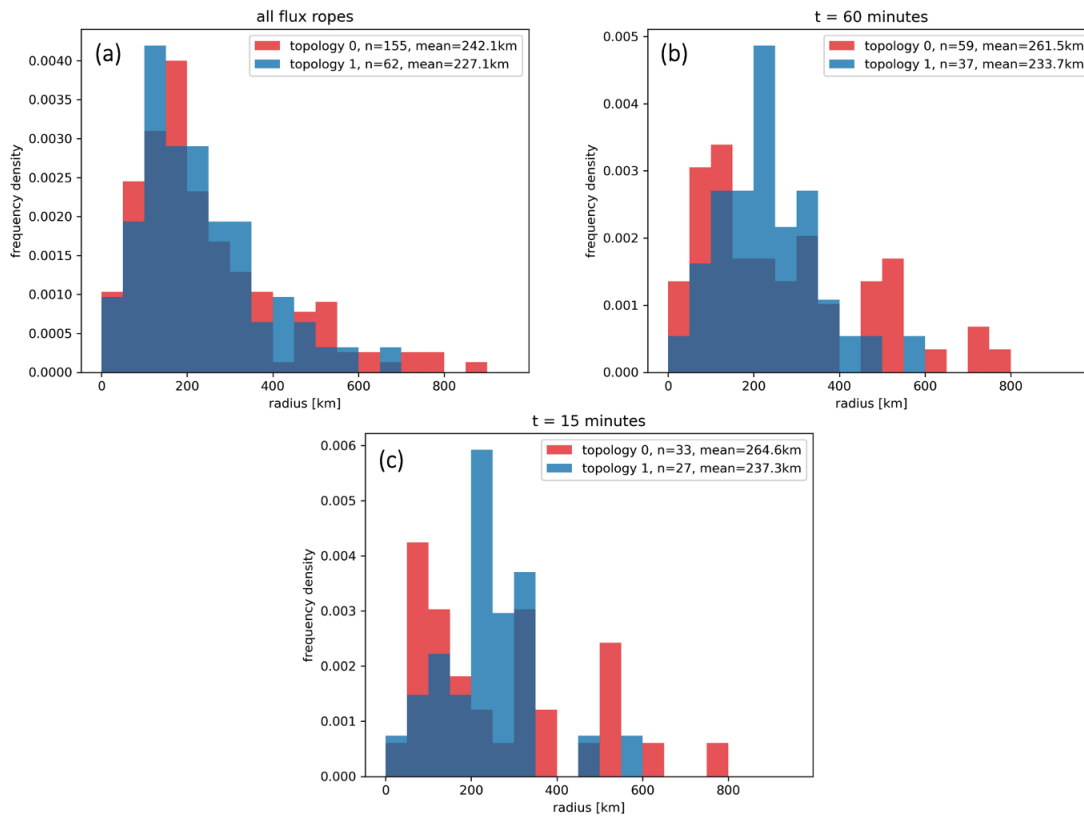 all flux ropes
(a)
topology 0, n=155, mean=242.1km
topology 1, n=62, mean=227.1km
0.0040
0.0035
0.0030
0.0025
0.0020
0.0015
0.0010
0.0005
0.0000
frequency density
0 200 400 600 800
radius [km]
t = 60 minutes
(b)
topology 0, n=59, mean=261.5km
topology 1, n=37, mean=233.7km
0.005
0.004
0.003
0.002
0.001
0.000
frequency density
0 200 400 600 800
radius [km]
t = 15 minutes
(c)
topology 0, n=33, mean=264.6km
topology 1, n=27, mean=237.3km
0.006
0.005
0.004
0.003
0.002
0.001
0.000
frequency density
0 200 400 600 800
radius [km]